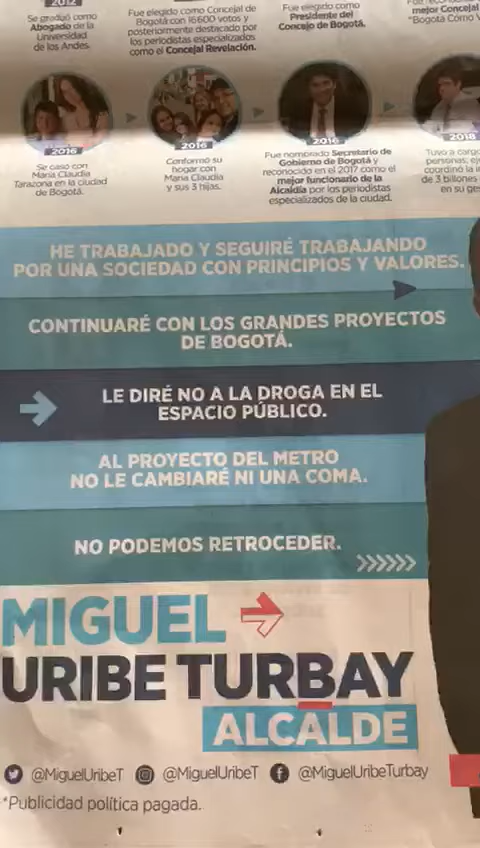 2012
Se graduó como
Abogado de la
Universidad
de los Andes.
Fue elegido como Concejal de
Bogotá con 16600 votos y
posteriormente destacado por
los periodistas especializados
como el Concejal Revelación.
Fue elegido como
Presidente del
Concejo de Bogotá.
mejor Concejal
"Bogotá Cómo V
2016
Se casó con
María Claudia
Tarazona en la ciudad
de Bogotá.
2016
Conformó su
hogar con
María Claudia
y sus 3 hijas.
2016
Fue nombrado Secretario de
Gobierno de Bogotá y
reconocido en el 2017 como el
mejor funcionario de la
Alcaldía por los periodistas
especializados de la ciudad.
2018
Tuvo a cargo
personas, ej
coordinó la i
de 3 billones
en su ges
HE TRABAJADO Y SEGUIRÉ TRABAJANDO
POR UNA SOCIEDAD CON PRINCIPIOS Y VALORES.
CONTINUARÉ CON LOS GRANDES PROYECTOS
DE BOGOTÁ.
LE DIRÉ NO A LA DROGA EN EL
ESPACIO PÚBLICO.
AL PROYECTO DEL METRO
NO LE CAMBIARÉ NI UNA COMA.
NO PODEMOS RETROCEDER.
MIGUEL
URIBE TURBAY
ALCALDE
@MiguelUribeT @MiguelUribeT @MiguelUribeTurbay
*Publicidad política pagada.